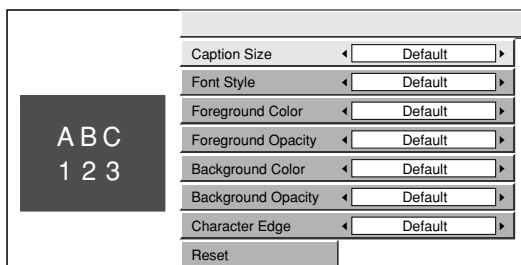 ABC
123
Caption Size Default
Font Style Default
Foreground Color Default
Foreground Opacity Default
Background Color Default
Background Opacity Default
Character Edge Default
Reset